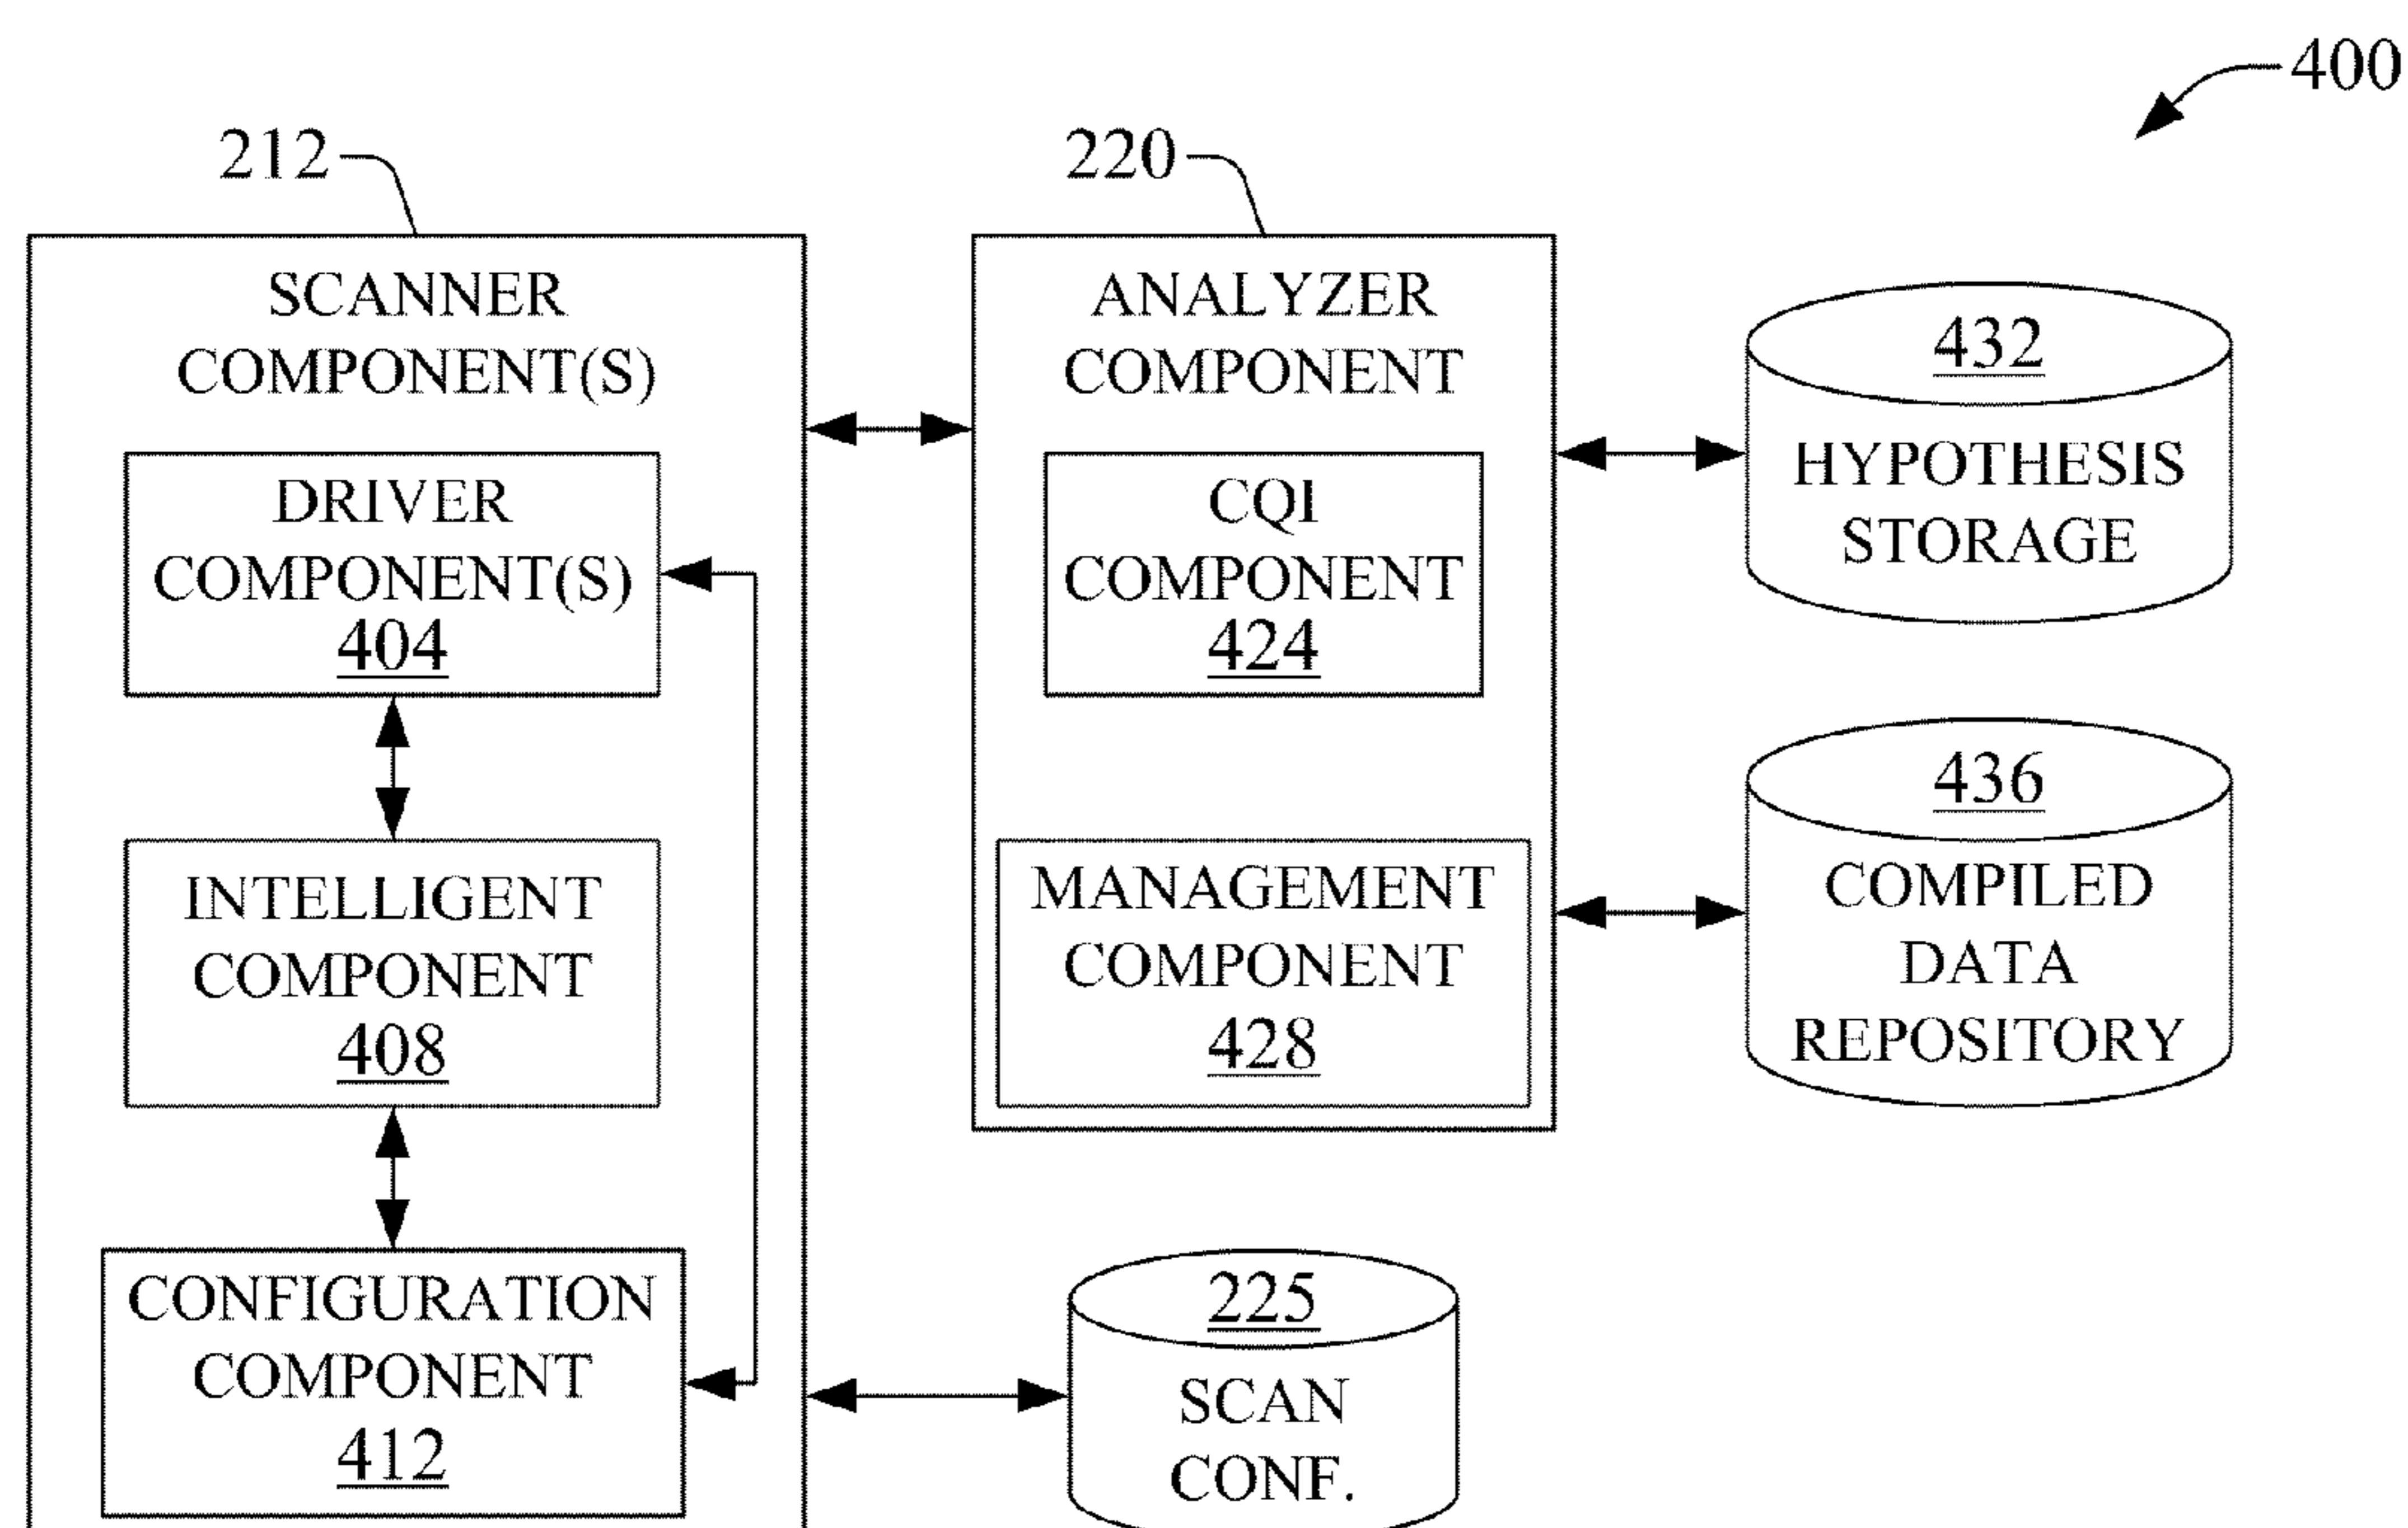 400
212
SCANNER
COMPONENT(S)
DRIVER
COMPONENT(S)
404
INTELLIGENT
COMPONENT
408
CONFIGURATION
COMPONENT
412
220
ANALYZER
COMPONENT
CQI
COMPONENT
424
MANAGEMENT
COMPONENT
428
432
HYPOTHESIS
STORAGE
436
COMPILED
DATA
REPOSITORY
225
SCAN
CONF.